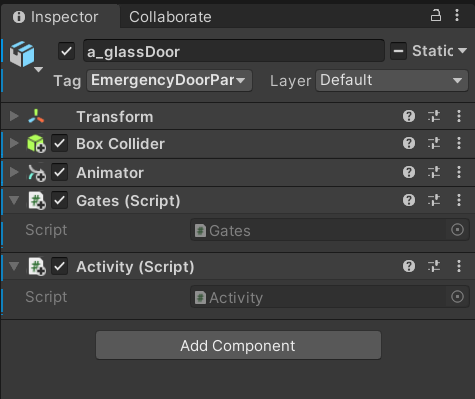 Inspector Collaborate
a_glassDoor Static
Tag EmergencyDoorPar Layer Default
Transform
Box Collider
Animator
Gates (Script)
Script Gates
Activity (Script)
Script Activity
Add Component